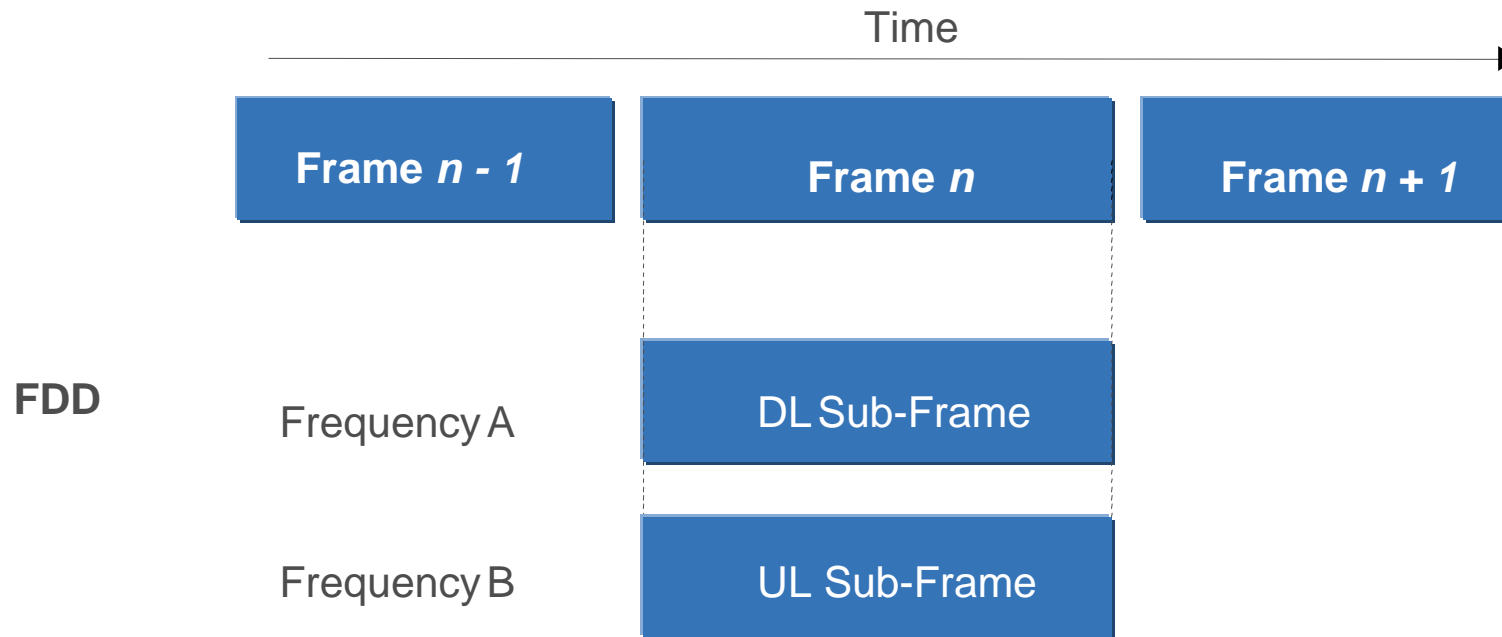 Time
Frame n - 1
Frame n
Frame n + 1
FDD
Frequency A
DL Sub-Frame
Frequency B
UL Sub-Frame